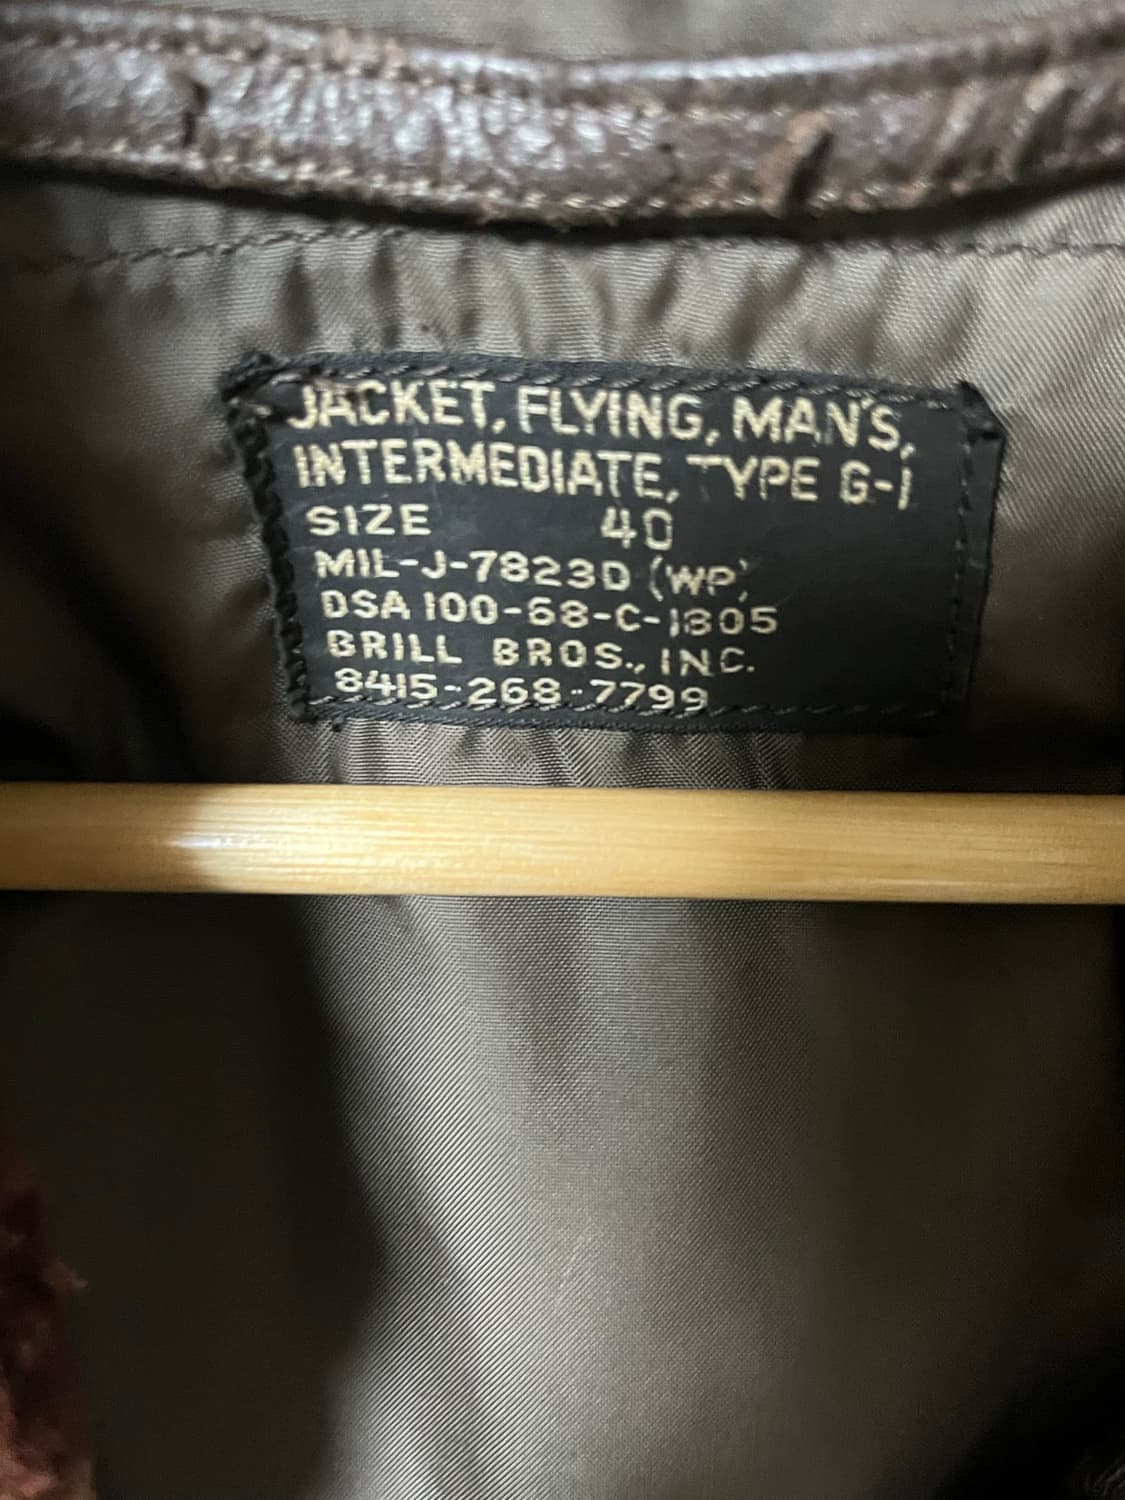 JACKET, FLYING, MAN'S,
INTERMEDIATE, TYPE G-1
SIZE 40
MIL-J-7823D (WP)
DSA 100-68-C-1805
BRILL BROS., INC.
8415-268-7799